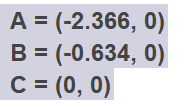 A = (-2.366, 0)
B = (-0.634, 0)
C = (0, 0)